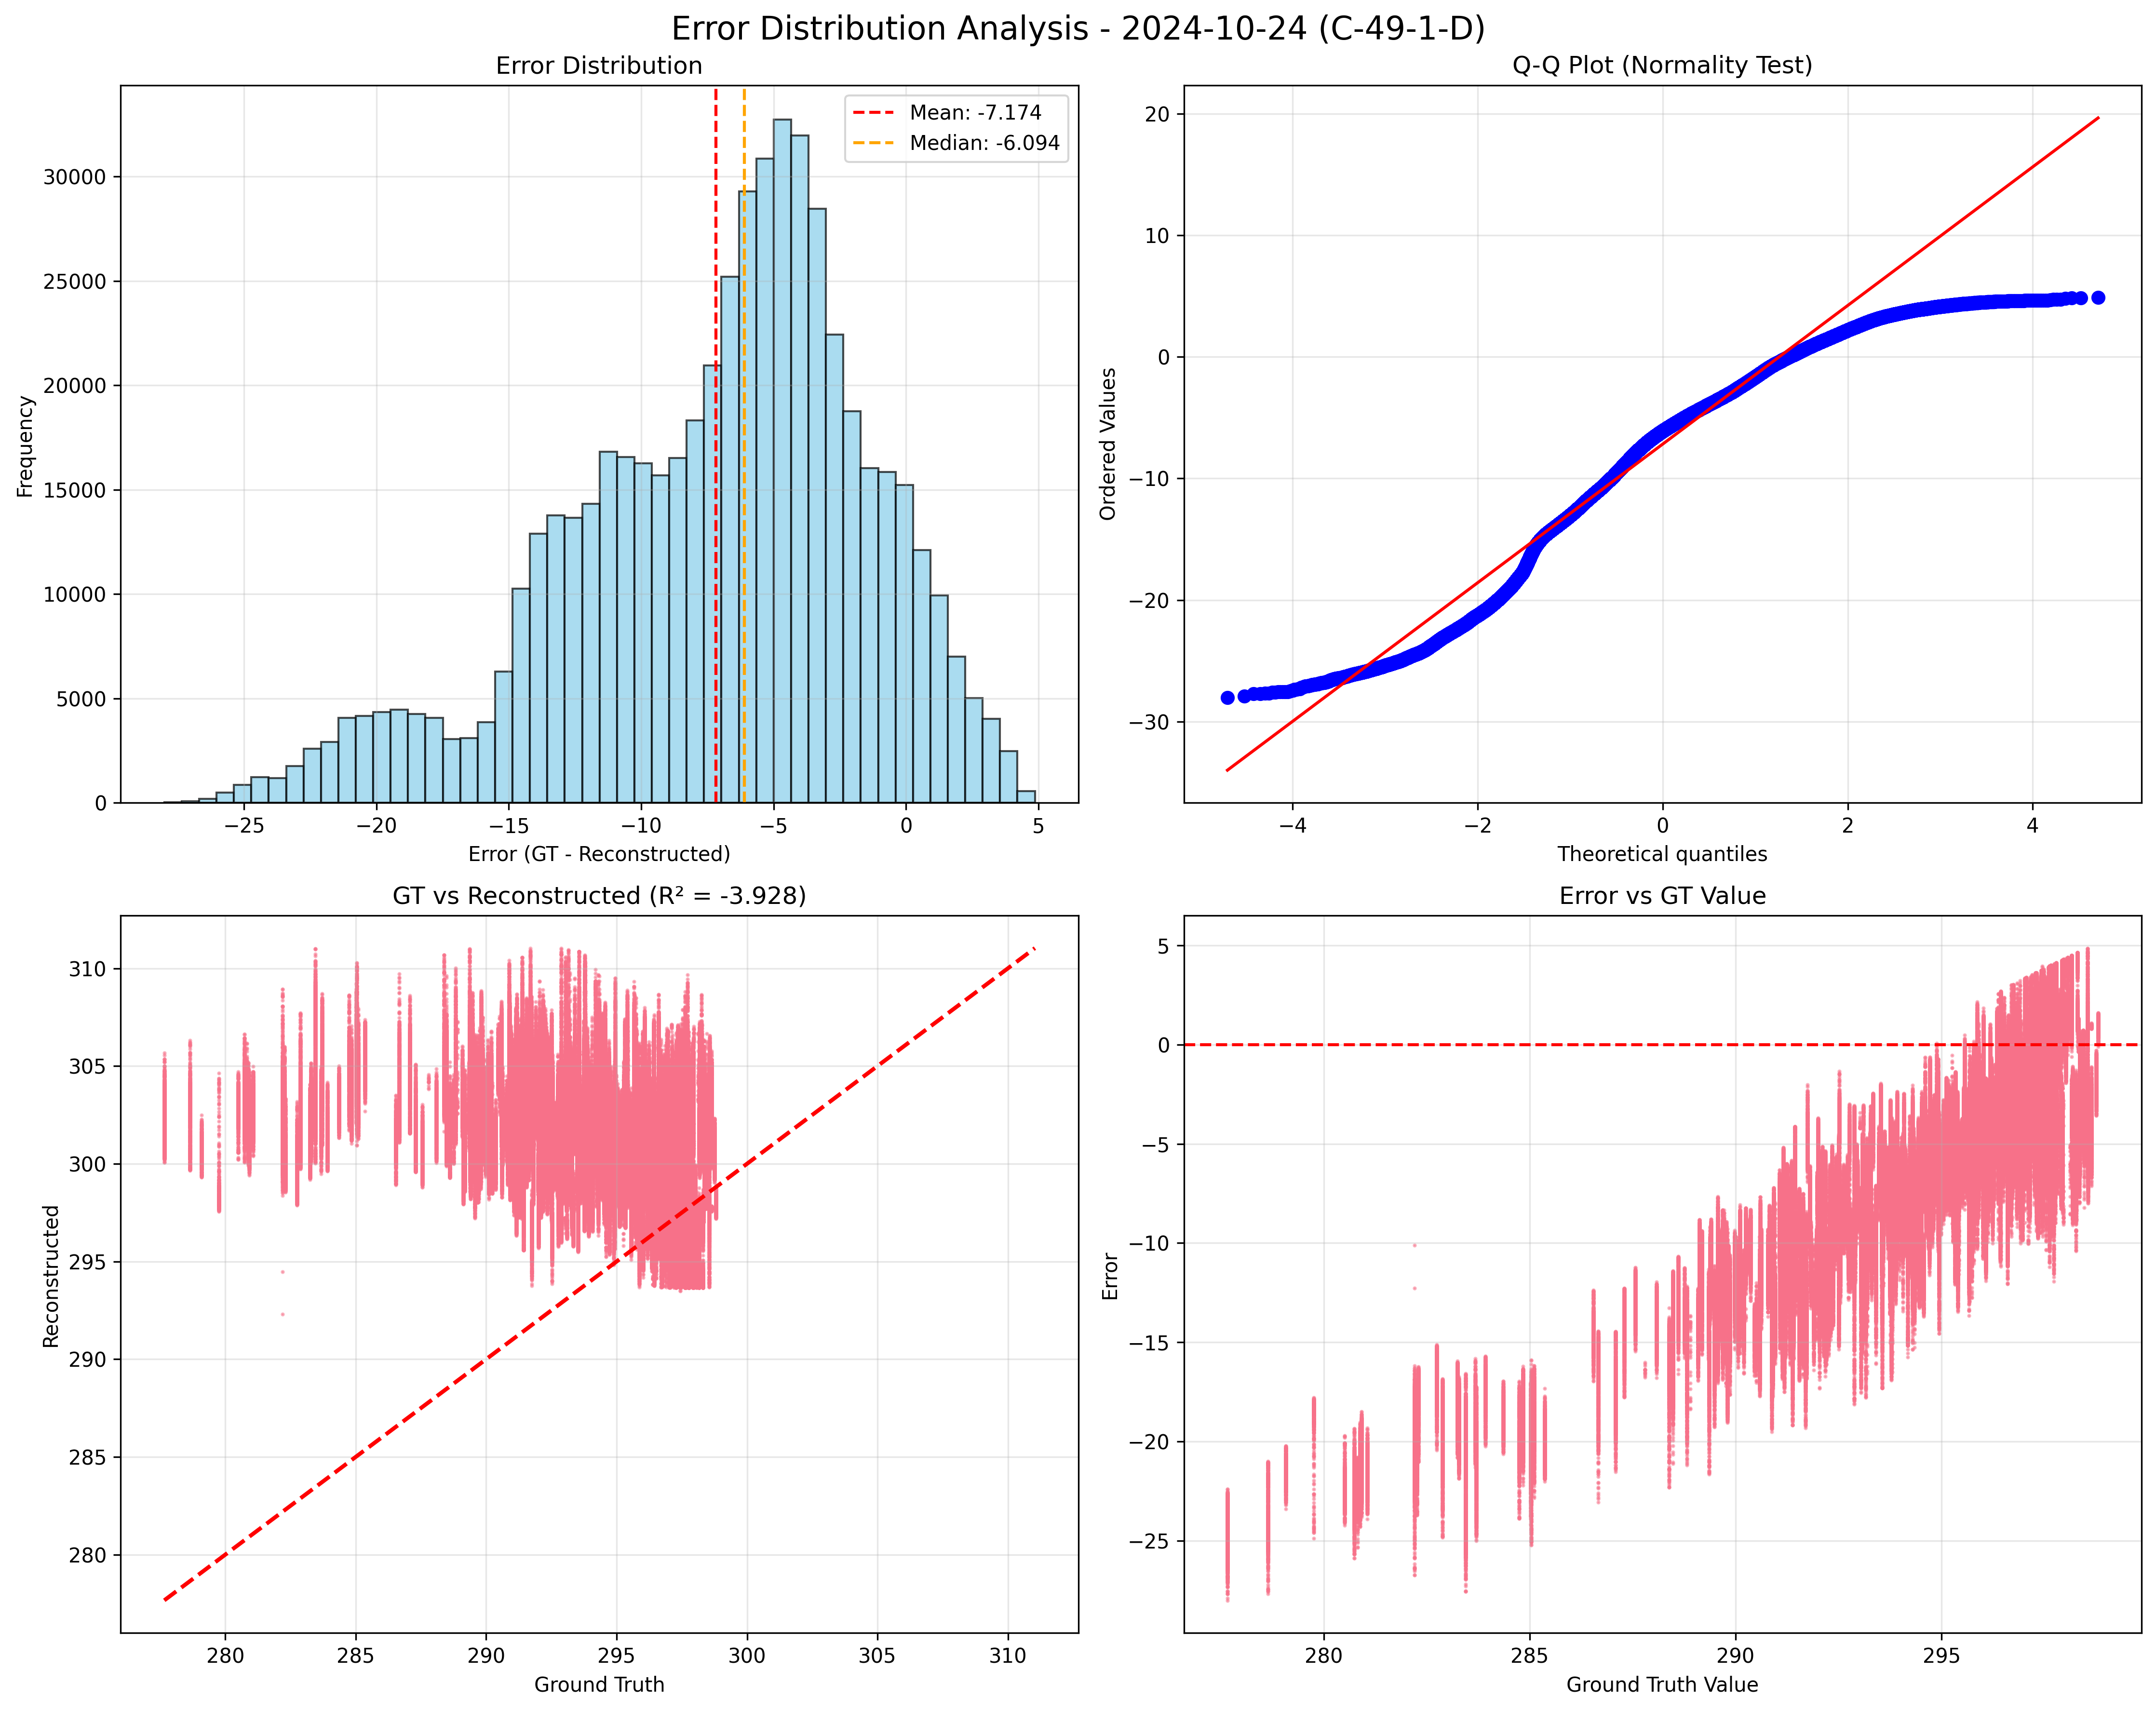 Error Distribution Analysis - 2024-10-24 (C-49-1-D)
Error Distribution
Mean: -7.174
Median: -6.094
Frequency
30000
25000
20000
15000
10000
5000
0
−25 −20 −15 −10 −5 0 5
Error (GT - Reconstructed)
Q-Q Plot (Normality Test)
Ordered Values
20
10
0
−10
−20
−30
−4 −2 0 2 4
Theoretical quantiles
GT vs Reconstructed (R² = -3.928)
Reconstructed
310
305
300
295
290
285
280
280 285 290 295 300 305 310
Ground Truth
Error vs GT Value
Error
5
0
−5
−10
−15
−20
−25
280 285 290 295
Ground Truth Value